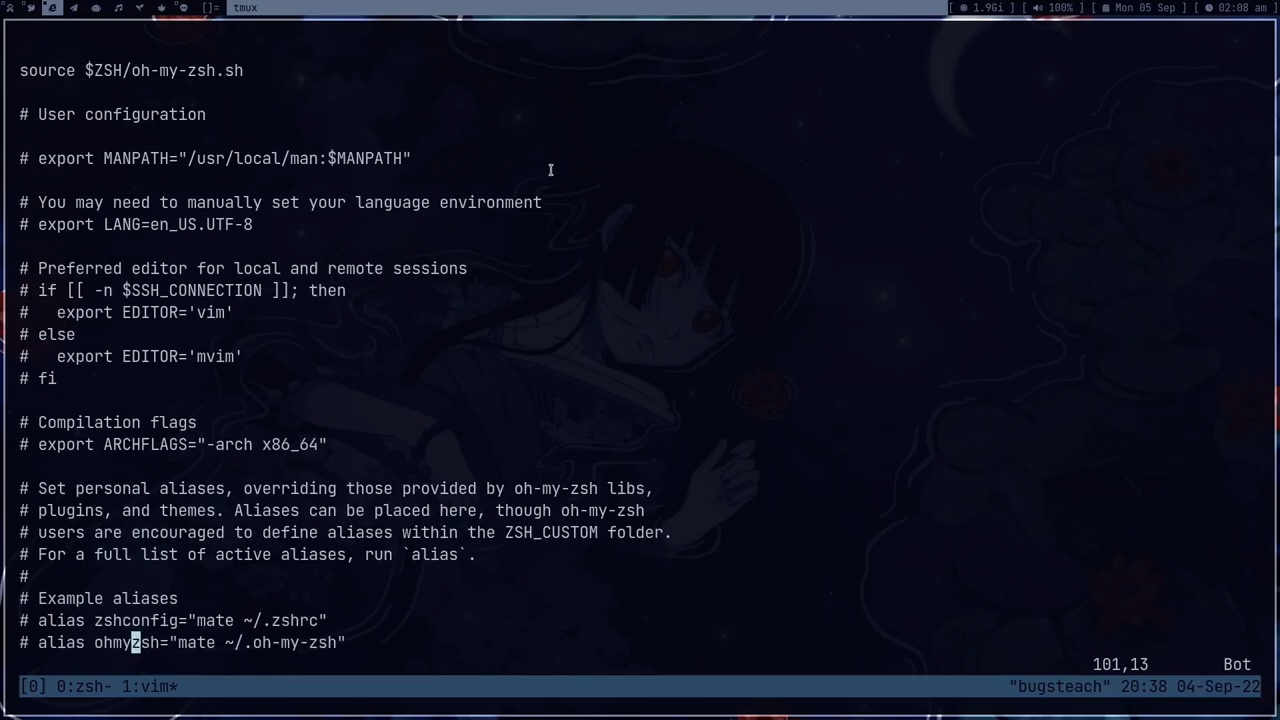 []= tmux [ 1.9Gi ] [ 100% ] [ Mon 05 Sep ] [ 02:08 am ]
source $ZSH/oh-my-zsh.sh
# User configuration
# export MANPATH="/usr/local/man:$MANPATH"
# You may need to manually set your language environment
# export LANG=en_US.UTF-8
# Preferred editor for local and remote sessions
# if [[ -n $SSH_CONNECTION ]]; then
#   export EDITOR='vim'
# else
#   export EDITOR='mvim'
# fi
# Compilation flags
# export ARCHFLAGS="-arch x86_64"
# Set personal aliases, overriding those provided by oh-my-zsh libs,
# plugins, and themes. Aliases can be placed here, though oh-my-zsh
# users are encouraged to define aliases within the ZSH_CUSTOM folder.
# For a full list of active aliases, run `alias`.
#
# Example aliases
# alias zshconfig="mate ~/.zshrc"
# alias ohmyzsh="mate ~/.oh-my-zsh"
101,13 Bot
[0] 0:zsh- 1:vim* "bugsteach" 20:38 04-Sep-22